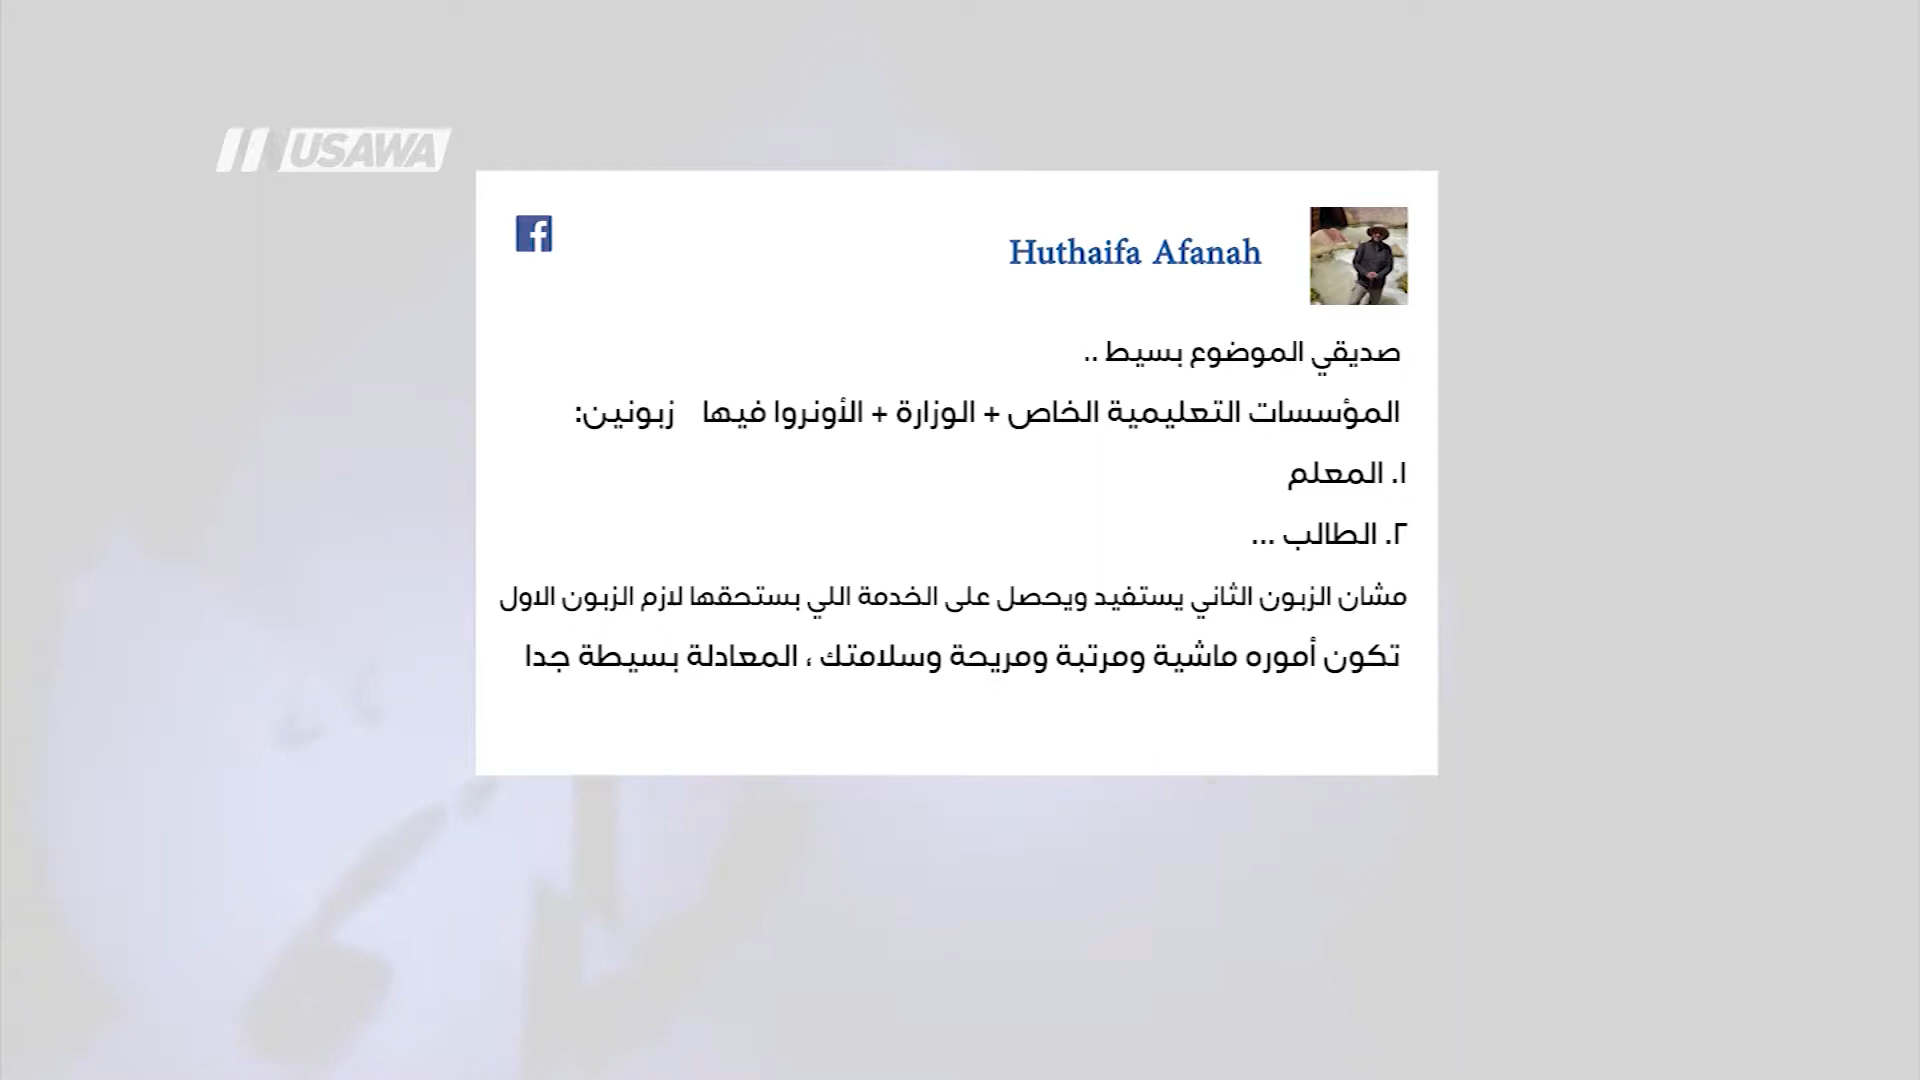 USAWA
Huthaifa Afanah
صديقي الموضوع بسيط ..
المؤسسات التعليمية الخاص + الوزارة + الأونروا فيها زبونين:
١. المعلم
٢. الطالب ...
مشان الزبون الثاني يستفيد ويحصل على الخدمة اللي بستحقها لازم الزبون الاول
تكون أموره ماشية ومرتبة ومريحة وسلامتك ، المعادلة بسيطة جدا